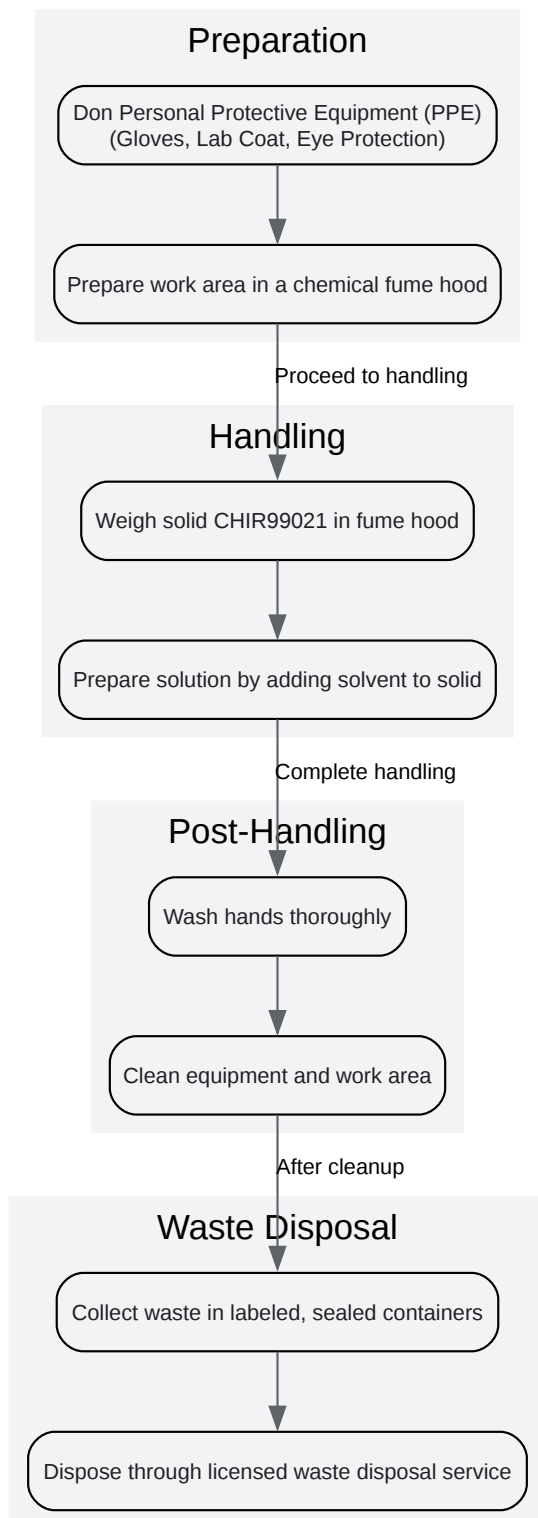 Preparation
Don Personal Protective Equipment (PPE)
(Gloves, Lab Coat, Eye Protection)
Prepare work area in a chemical fume hood
Proceed to handling
Handling
Weigh solid CHIR99021 in fume hood
Prepare solution by adding solvent to solid
Complete handling
Post-Handling
Wash hands thoroughly
Clean equipment and work area
After cleanup
Waste Disposal
Collect waste in labeled, sealed containers
Dispose through licensed waste disposal service